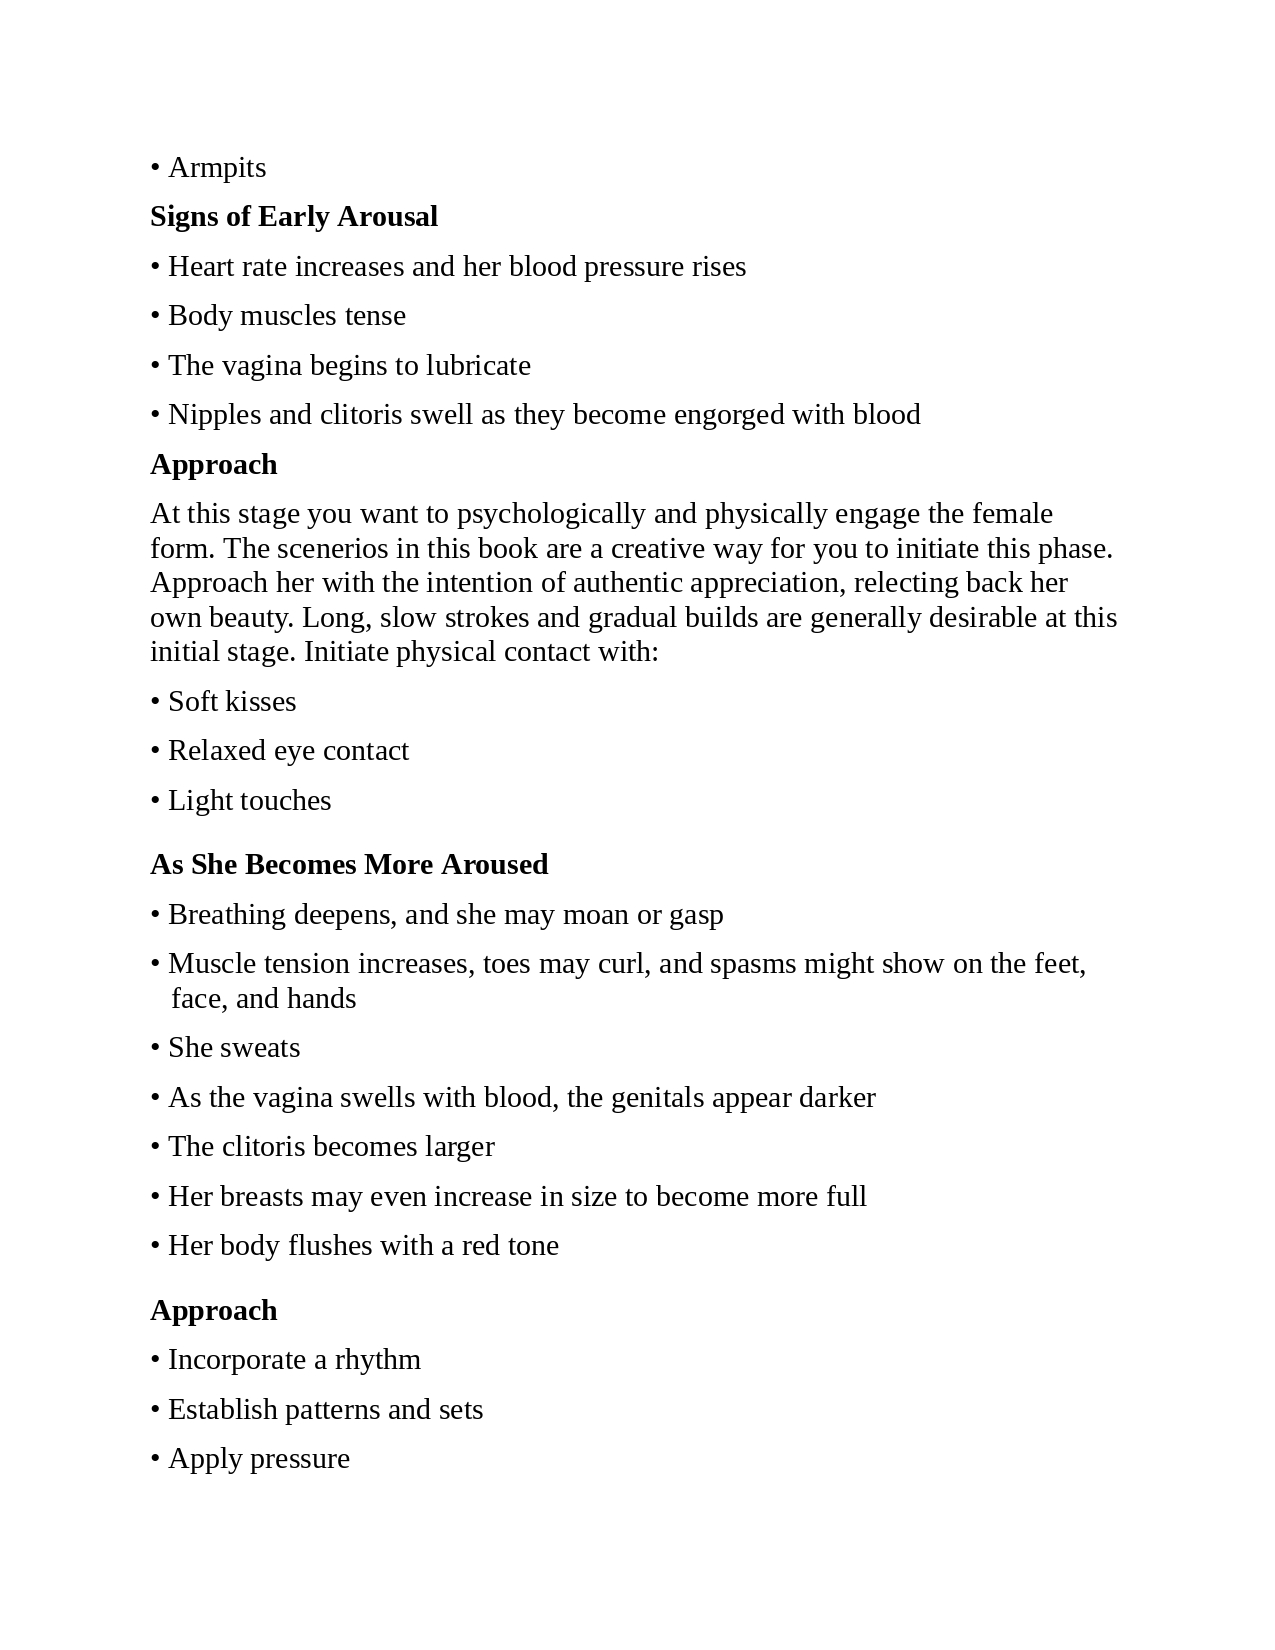 • Armpits
Signs of Early Arousal
• Heart rate increases and her blood pressure rises
• Body muscles tense
• The vagina begins to lubricate
• Nipples and clitoris swell as they become engorged with blood
Approach
At this stage you want to psychologically and physically engage the female
form. The scenerios in this book are a creative way for you to initiate this phase.
Approach her with the intention of authentic appreciation, relecting back her
own beauty. Long, slow strokes and gradual builds are generally desirable at this
initial stage. Initiate physical contact with:
• Soft kisses
• Relaxed eye contact
• Light touches
As She Becomes More Aroused
• Breathing deepens, and she may moan or gasp
• Muscle tension increases, toes may curl, and spasms might show on the feet,
face, and hands
• She sweats
• As the vagina swells with blood, the genitals appear darker
• The clitoris becomes larger
• Her breasts may even increase in size to become more full
• Her body flushes with a red tone
Approach
• Incorporate a rhythm
• Establish patterns and sets
• Apply pressure